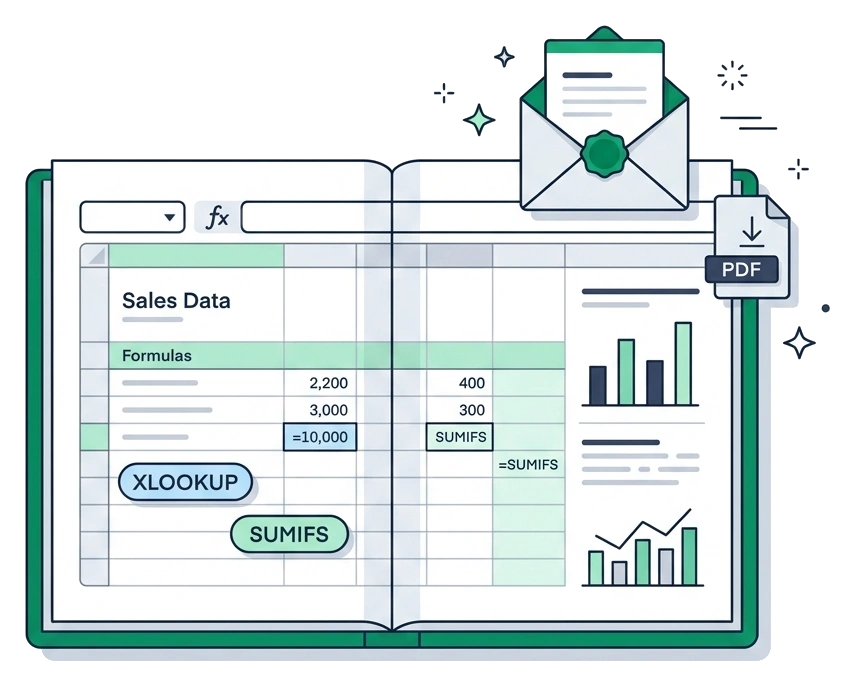 fx
PDF
Sales Data
Formulas
2,200 400
3,000 300
=10,000 SUMIFS
=SUMIFS
XLOOKUP
SUMIFS